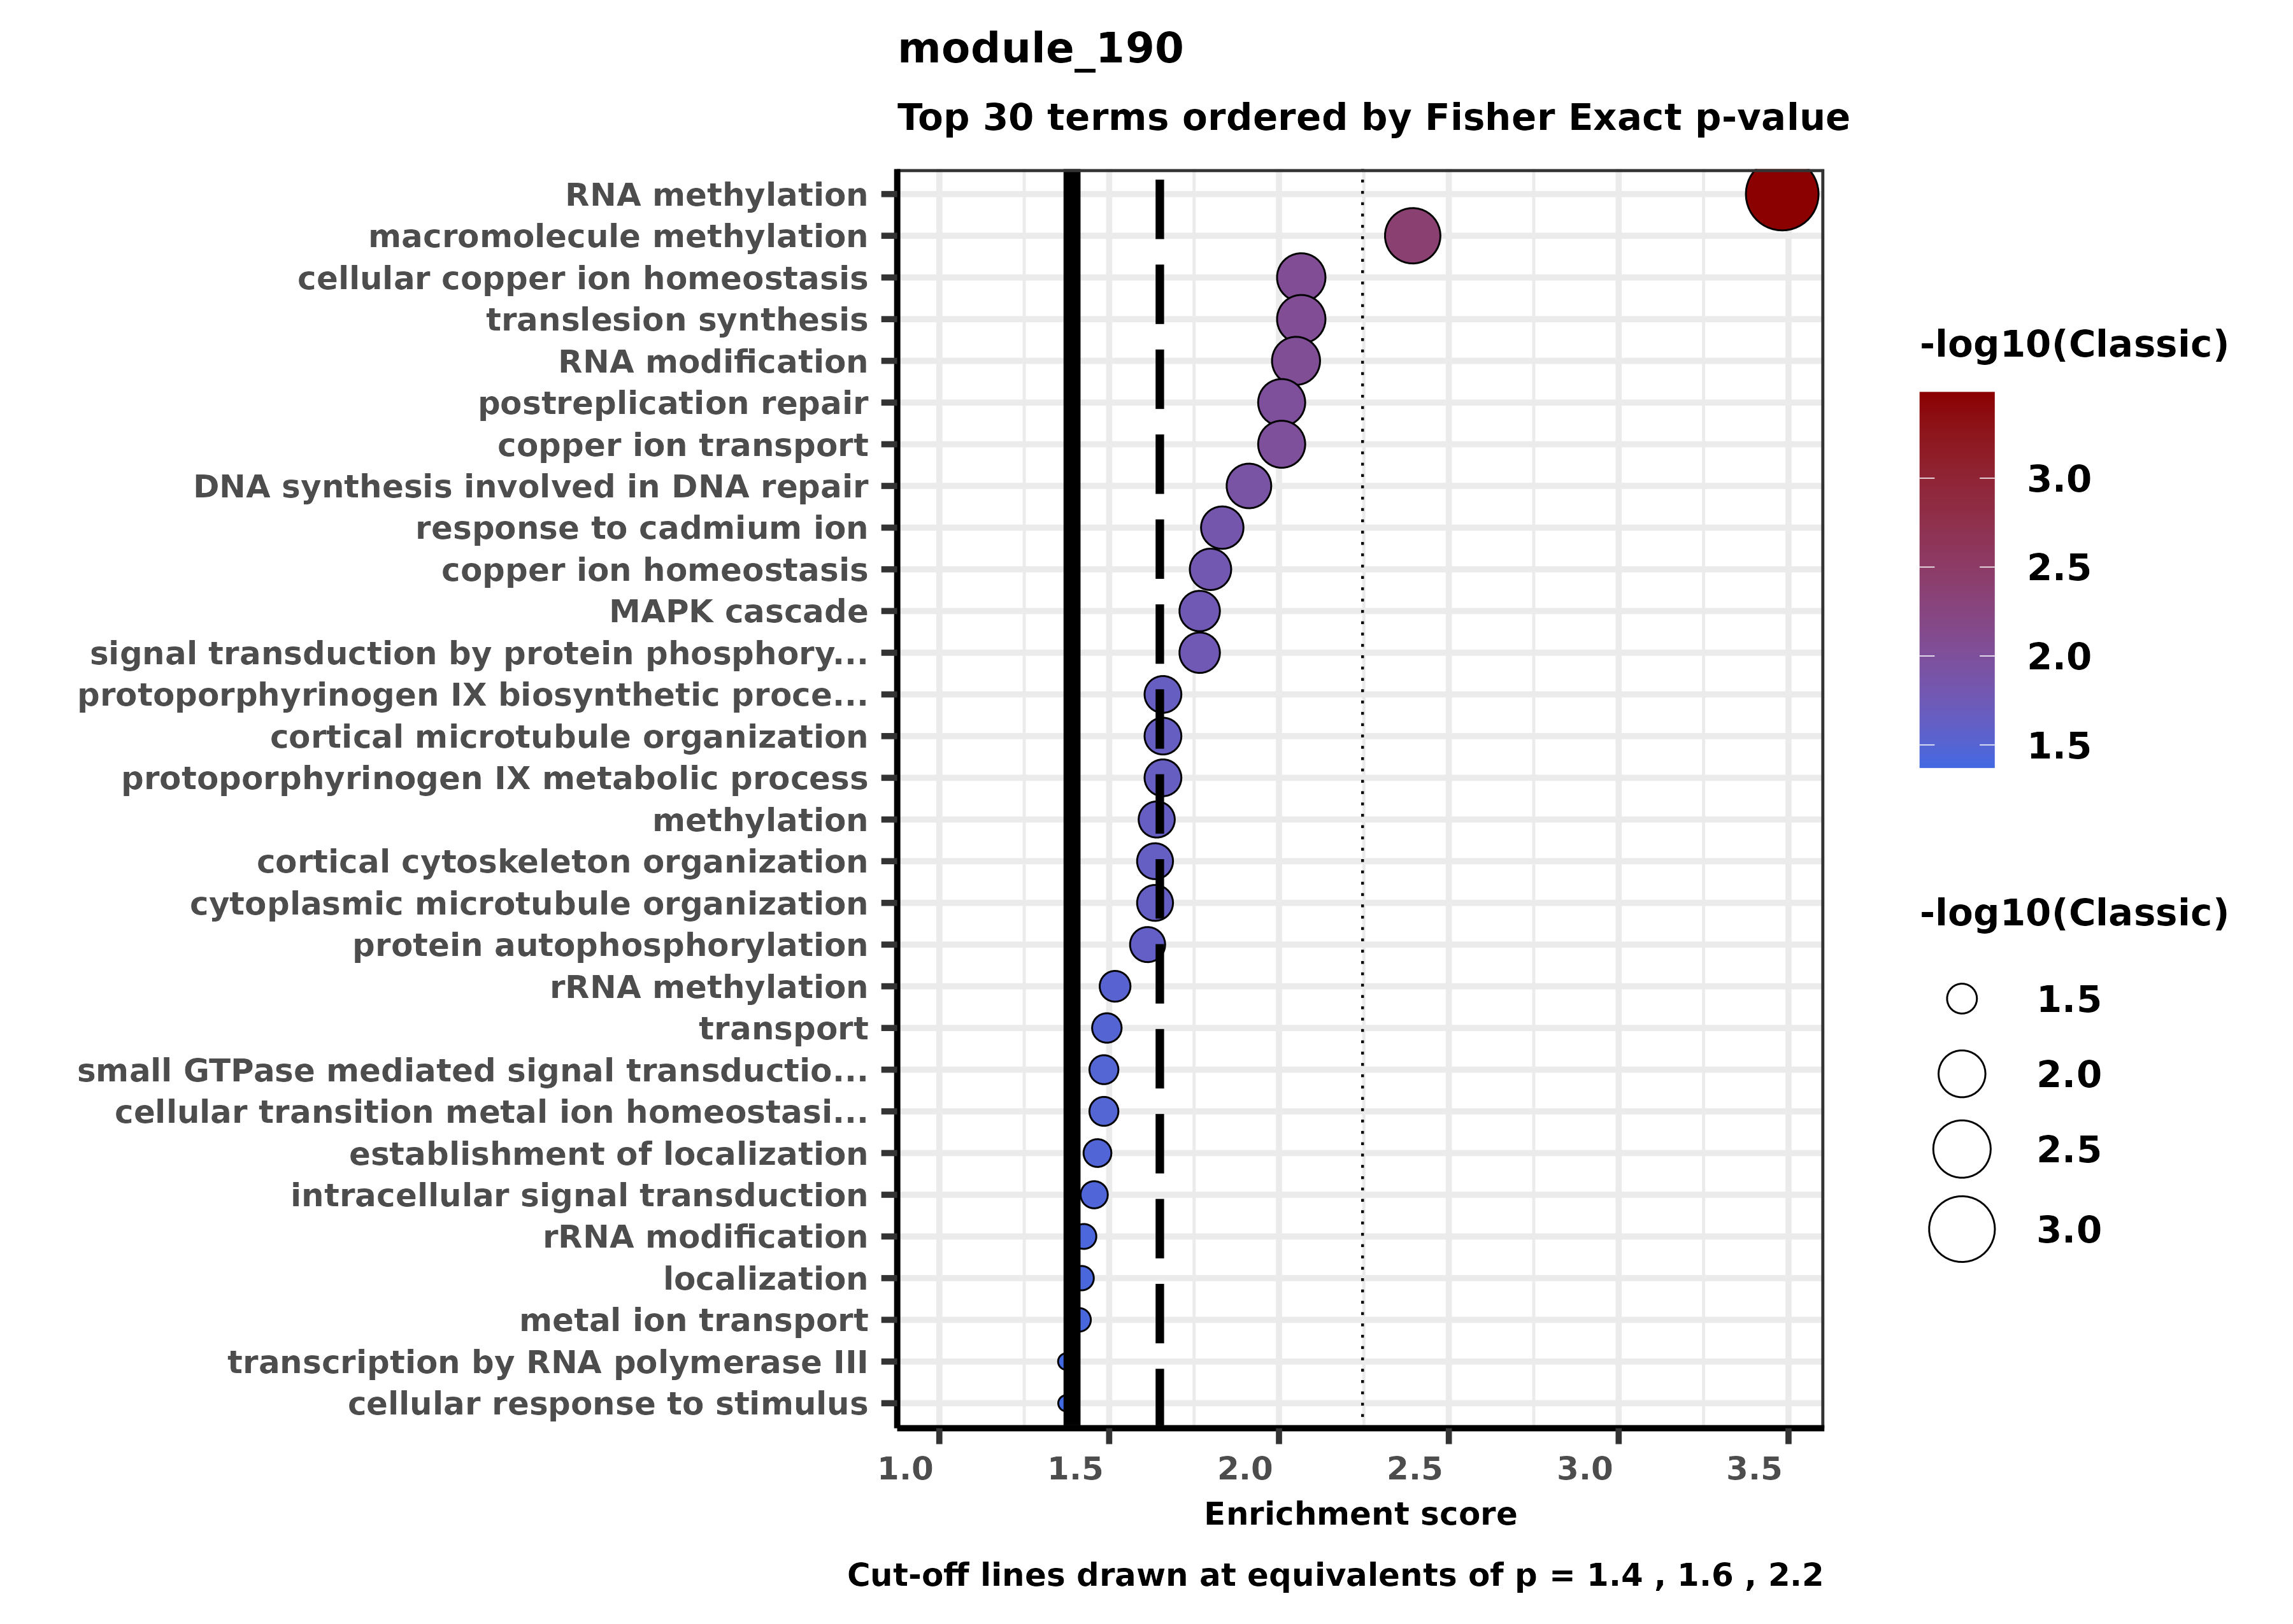 module_190
Top 30 terms ordered by Fisher Exact p-value
RNA methylation
macromolecule methylation
cellular copper ion homeostasis
translesion synthesis
RNA modification
postreplication repair
copper ion transport
DNA synthesis involved in DNA repair
response to cadmium ion
copper ion homeostasis
MAPK cascade
signal transduction by protein phosphory...
protoporphyrinogen IX biosynthetic proce...
cortical microtubule organization
protoporphyrinogen IX metabolic process
methylation
cortical cytoskeleton organization
cytoplasmic microtubule organization
protein autophosphorylation
rRNA methylation
transport
small GTPase mediated signal transductio...
cellular transition metal ion homeostasi...
establishment of localization
intracellular signal transduction
rRNA modification
localization
metal ion transport
transcription by RNA polymerase III
cellular response to stimulus
1.0 1.5 2.0 2.5 3.0 3.5
Enrichment score
Cut-off lines drawn at equivalents of p = 1.4 , 1.6 , 2.2
-log10(Classic)
3.0
2.5
2.0
1.5
-log10(Classic)
1.5
2.0
2.5
3.0